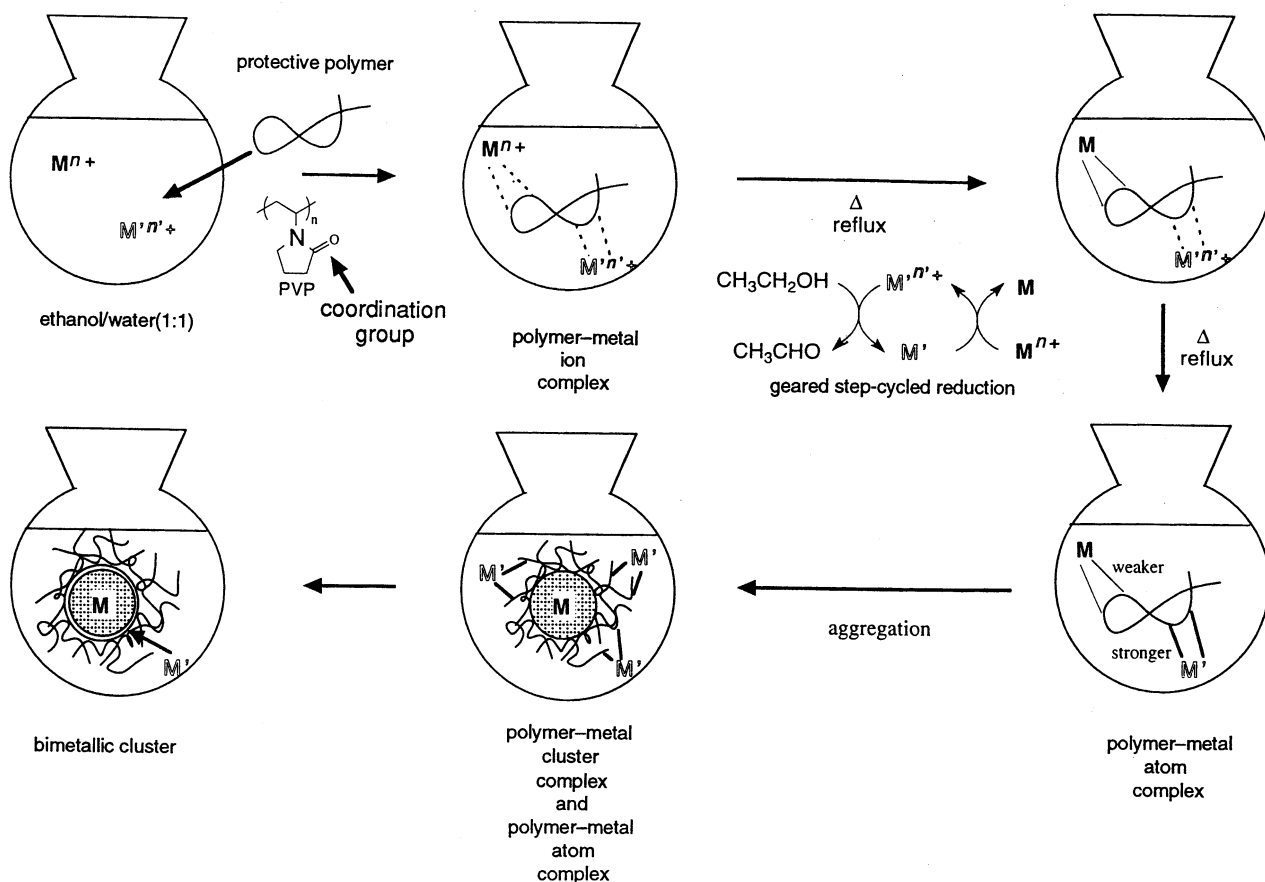 protective polymer
Mⁿ⁺
M'ⁿ'⁺
n
N
O
PVP
coordination
group
ethanol/water(1:1)
Mⁿ⁺
M'ⁿ'⁺
polymer–metal
ion
complex
Δ
reflux
CH₃CH₂OH
M'ⁿ'⁺
M
CH₃CHO
M'
Mⁿ⁺
geared step-cycled reduction
M
M'ⁿ'⁺
Δ
reflux
M
weaker
stronger
M'
polymer–metal
atom
complex
aggregation
M'
M'
M
M'
polymer–metal
cluster
complex
and
polymer–metal
atom
complex
M
M'
bimetallic cluster